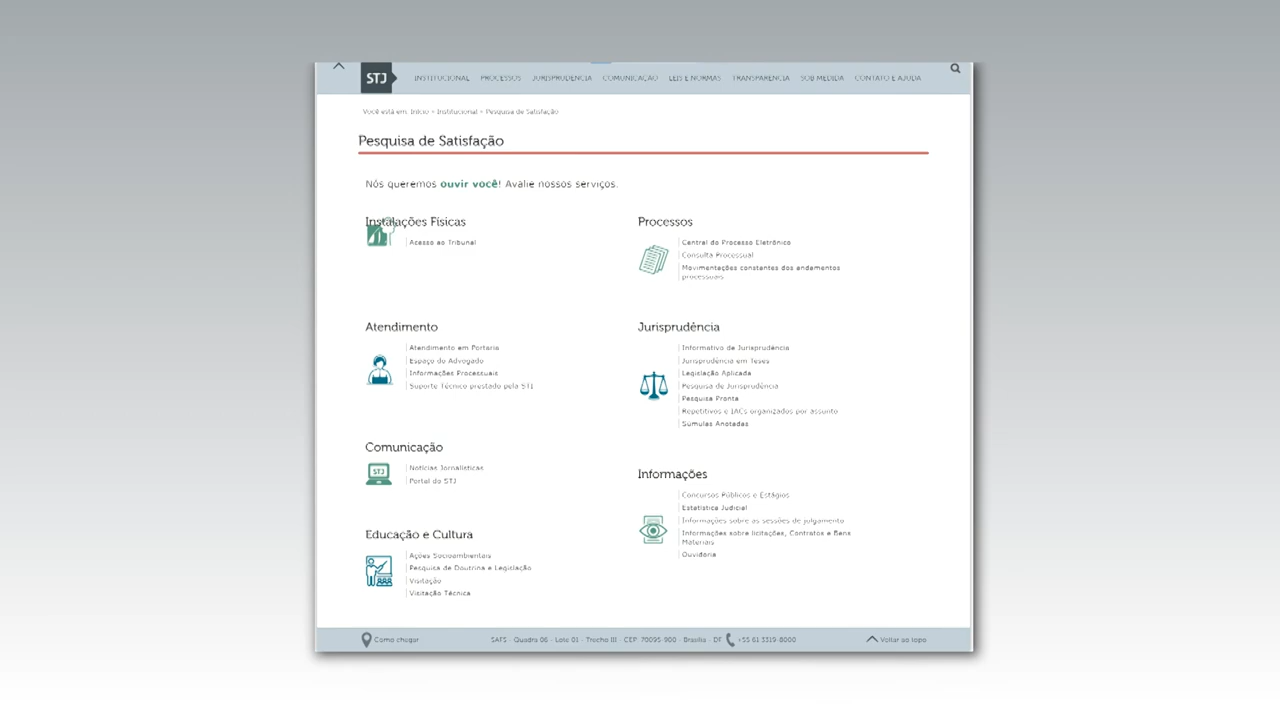 STJ
INSTITUCIONAL PROCESSOS JURISPRUDÊNCIA COMUNICAÇÃO LEIS E NORMAS TRANSPARÊNCIA SOB MEDIDA CONTATO E AJUDA
Você está em: Início > Institucional > Pesquisa de Satisfação
Pesquisa de Satisfação
Nós queremos ouvir você! Avalie nossos serviços.
Instalações Físicas
Acesso ao Tribunal
Atendimento
Atendimento em Portaria
Espaço do Advogado
Informações Processuais
Suporte Técnico prestado pela STI
Comunicação
STJ
Notícias Jornalísticas
Portal do STJ
Educação e Cultura
Ações Socioambientais
Pesquisa de Doutrina e Legislação
Visitação
Visitação Técnica
Processos
Central do Processo Eletrônico
Consulta Processual
Movimentações constantes dos andamentos
processuais
Jurisprudência
Informativo de Jurisprudência
Jurisprudência em Teses
Legislação Aplicada
Pesquisa de Jurisprudência
Pesquisa Pronta
Repetitivos e IACs organizados por assunto
Súmulas Anotadas
Informações
Concursos Públicos e Estágios
Estatística Judicial
Informações sobre as sessões de julgamento
Informações sobre licitações, Contratos e Bens
Materiais
Ouvidoria
Como chegar
SAFS - Quadra 06 - Lote 01 - Trecho III - CEP: 70095-900 - Brasília - DF +55 61 3319-8000
Voltar ao topo